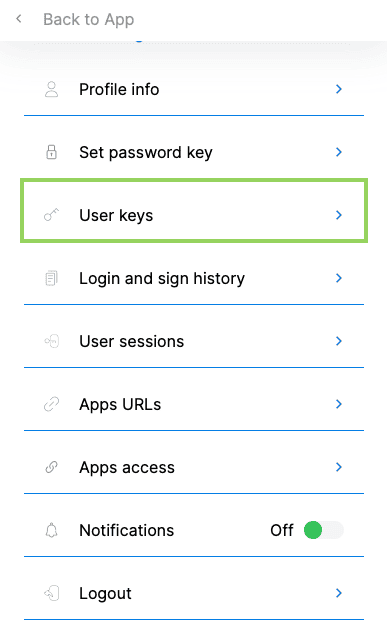 Back to App
Profile info
Set password key
User keys
Login and sign history
User sessions
Apps URLs
Apps access
Notifications Off
Logout